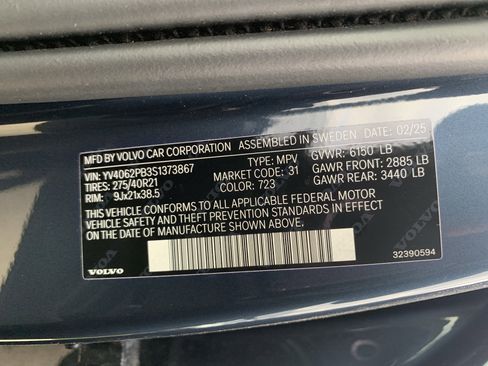 MFD BY VOLVO CAR CORPORATION ASSEMBLED IN SWEDEN DATE: 02/25
VIN: YV4062PB3S1373867 TYPE: MPV GVWR: 6150 LB
TIRES: 275/40R21 MARKET CODE: 31 GAWR FRONT: 2885 LB
RIM: 9Jx21x38.5 COLOR: 723 GAWR REAR: 3440 LB
THIS VEHICLE CONFORMS TO ALL APPLICABLE FEDERAL MOTOR
VEHICLE SAFETY AND THEFT PREVENTION STANDARDS IN EFFECT
ON THE DATE OF MANUFACTURE SHOWN ABOVE.
VOLVO
32390594